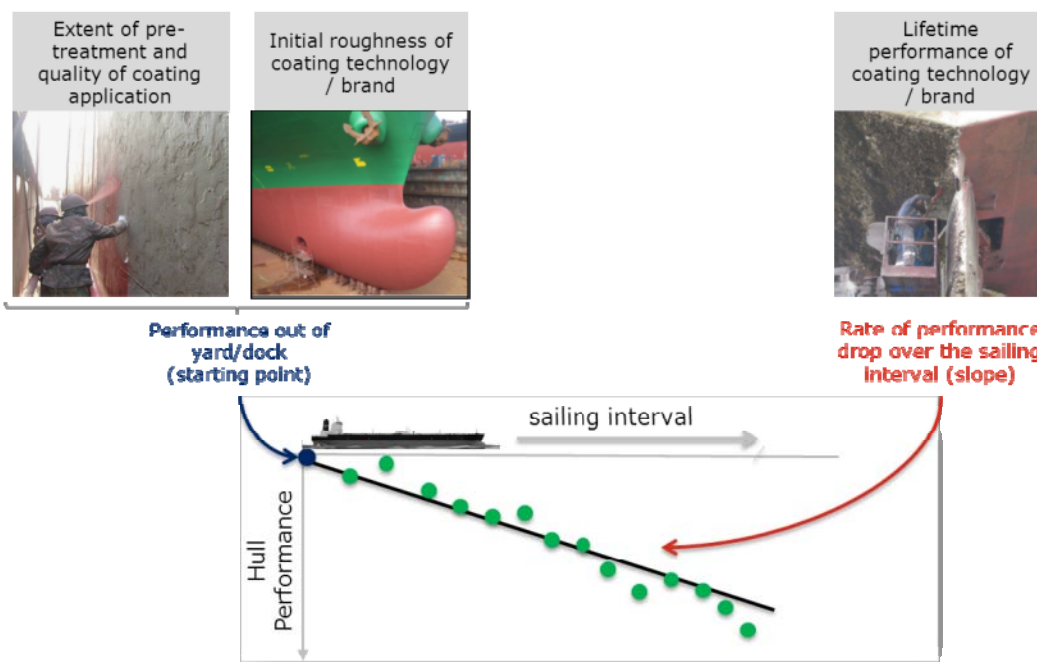 Extent of pre-
treatment and
quality of coating
application
Initial roughness of
coating technology
/ brand
Lifetime
performance of
coating technology
/ brand
Performance out of
yard/dock
(starting point)
Rate of performance
drop over the sailing
interval (slope)
sailing interval
Hull
Performance